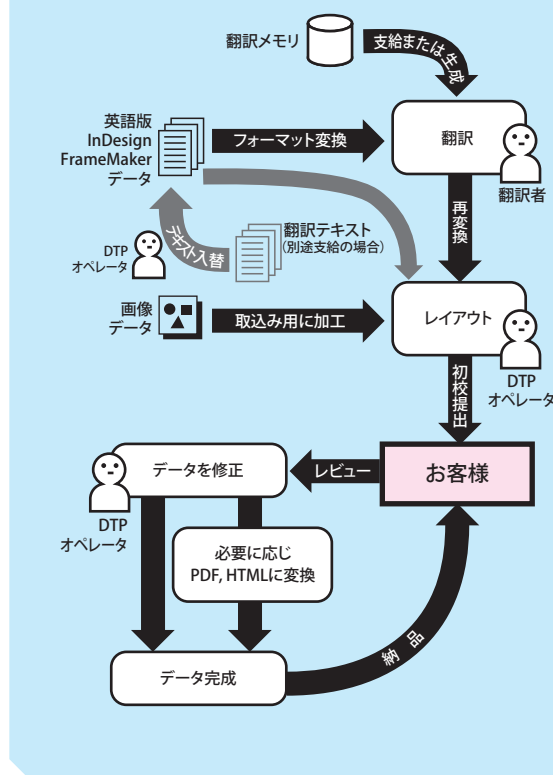 翻訳メモリ
支給または生成
英語版
InDesign
FrameMaker
データ
フォーマット変換
翻訳
翻訳者
再変換
テキスト入替
翻訳テキスト
(別途支給の場合)
DTP
オペレータ
画像
データ
取込み用に加工
レイアウト
DTP
オペレータ
初校提出
お客様
レビュー
データを修正
DTP
オペレータ
必要に応じ
PDF, HTMLに変換
データ完成
納品